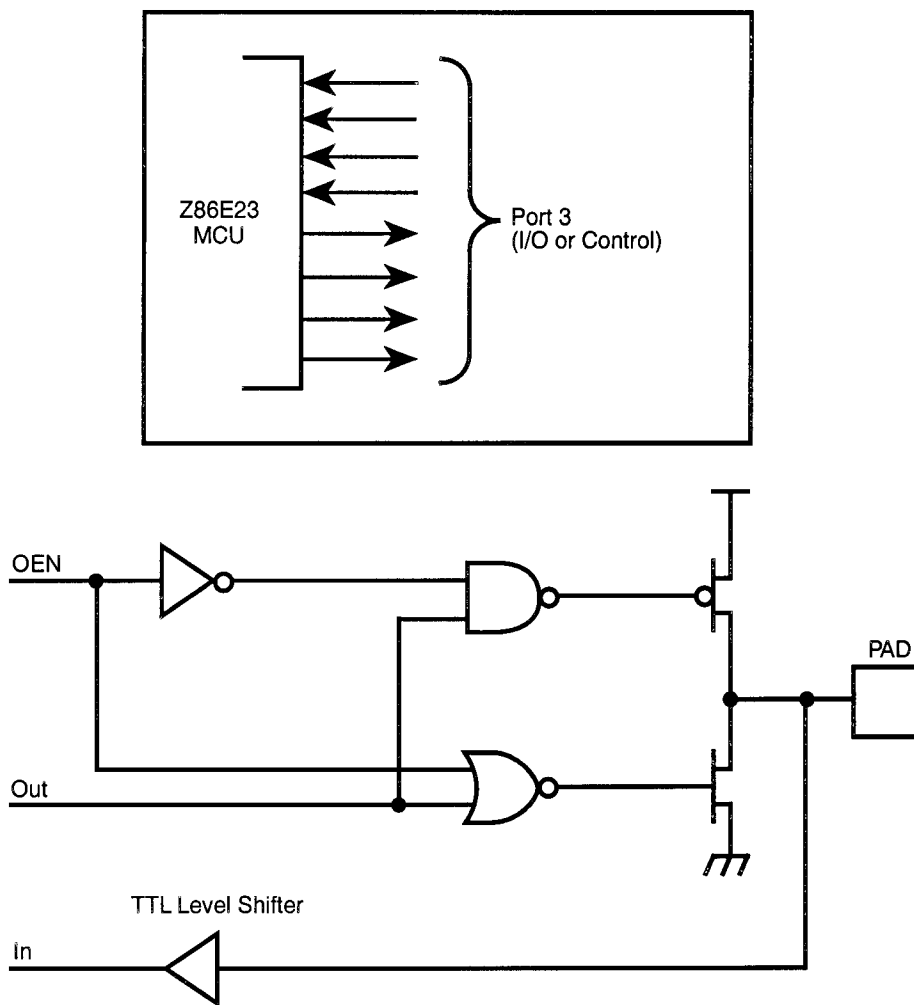 Z86E23
MCU
Port 3
(I/O or Control)
OEN
PAD
Out
TTL Level Shifter
In